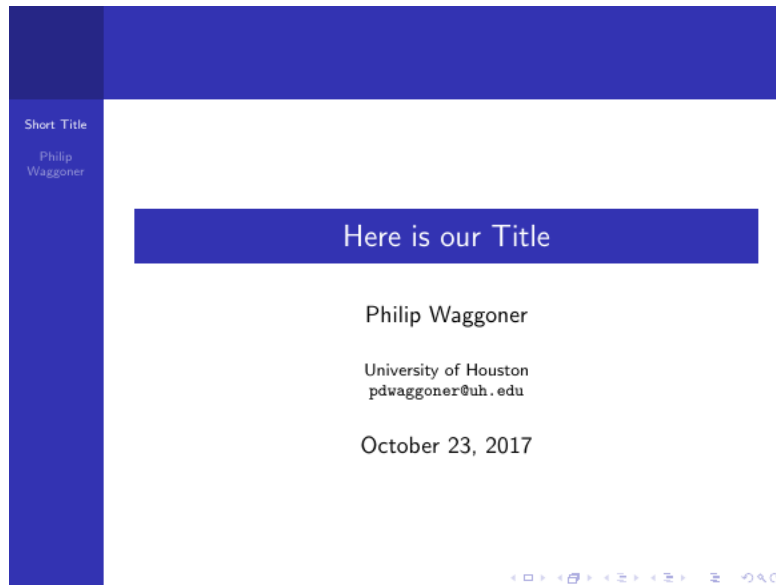 Short Title
Philip
Waggoner
Here is our Title
Philip Waggoner
University of Houston
pdwaggoner@uh.edu
October 23, 2017